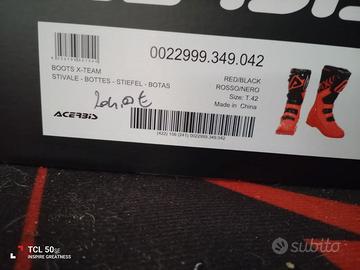 0022999.349.042
BOOTS X-TEAM
STIVALE - BOTTES - STIEFEL - BOTAS
RED/BLACK
ROSSO/NERO
Size: T.42
Made in China
ACERBIS
(422) 156 (241) 0022999.349.042
TCL 50SE
INSPIRE GREATNESS
subito